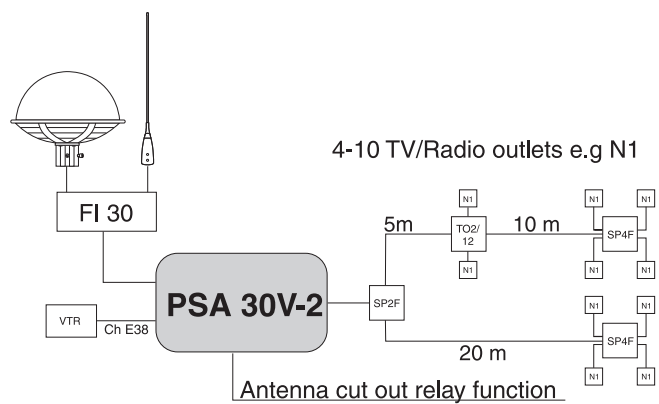 4-10 TV/Radio outlets e.g N1
FI 30
N1
N1
N1
5m
TO2/
12
10 m
SP4F
N1
N1
N1
PSA 30V-2
SP2F
VTR
Ch E38
N1
N1
20 m
SP4F
N1
N1
Antenna cut out relay function